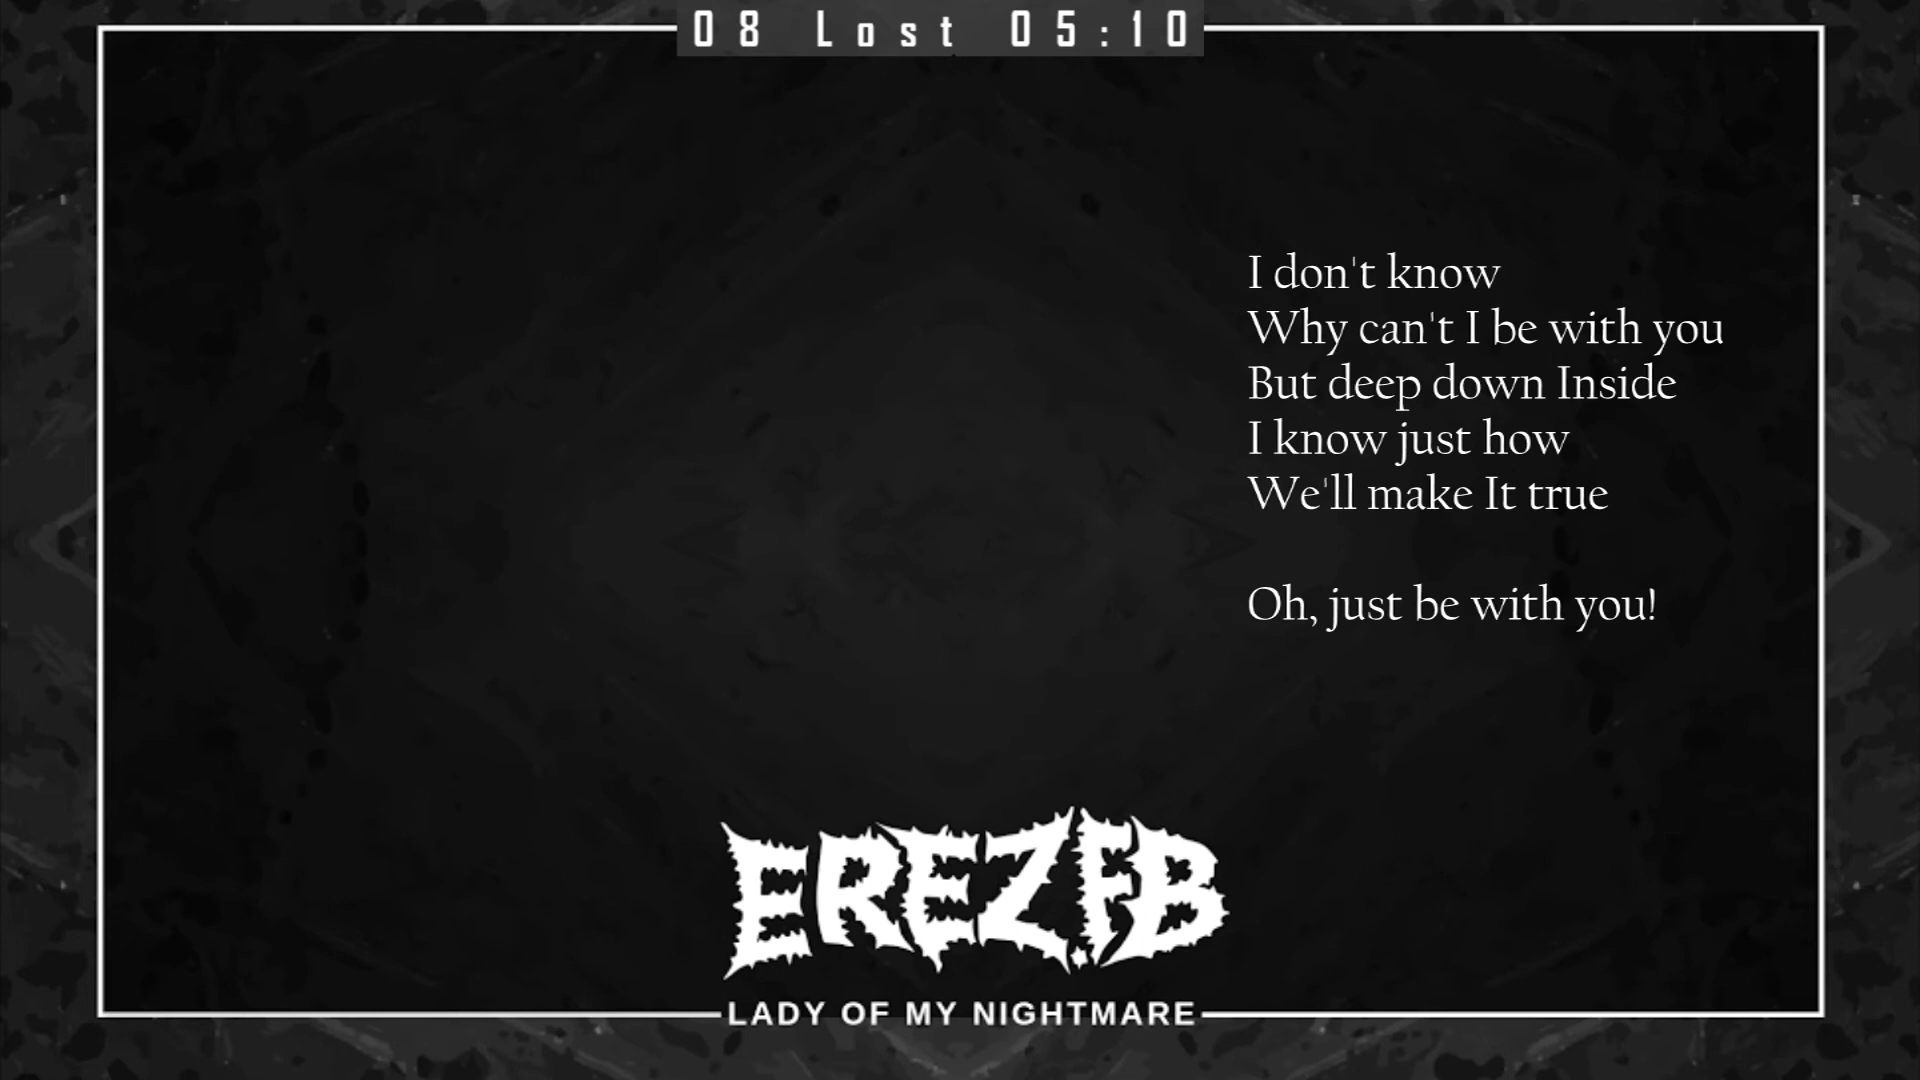 08 Lost 05:10
I don't know
Why can't I be with you
But deep down Inside
I know just how
We'll make It true
Oh, just be with you!
EREZ.FB
LADY OF MY NIGHTMARE